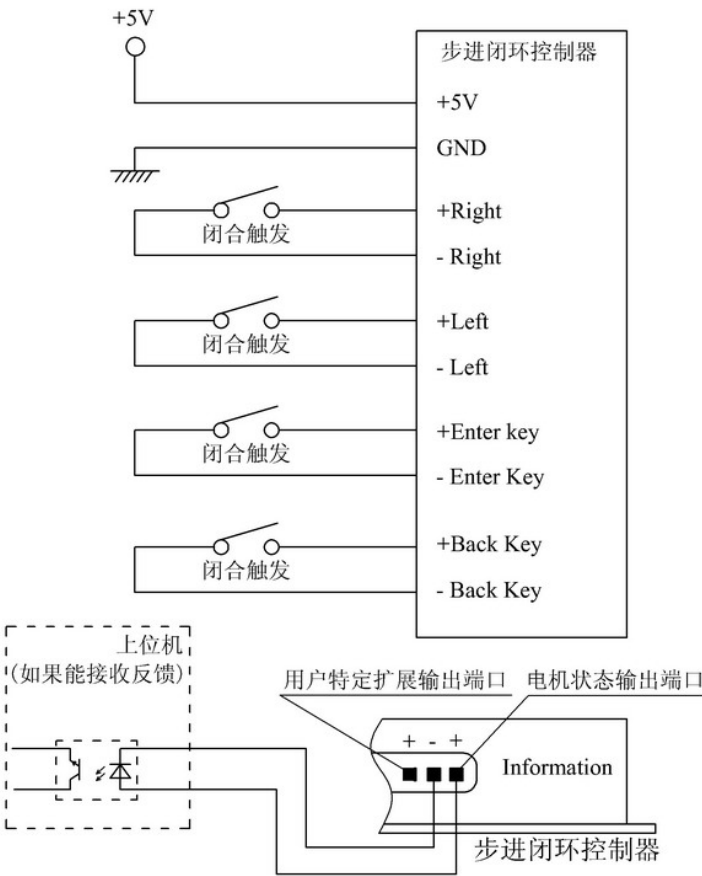 +5V
步进闭环控制器
+5V
GND
+Right
闭合触发
- Right
+Left
闭合触发
- Left
+Enter key
闭合触发
- Enter Key
+Back Key
闭合触发
- Back Key
上位机
(如果能接收反馈)
用户特定扩展输出端口
电机状态输出端口
+ - +
Information
步进闭环控制器